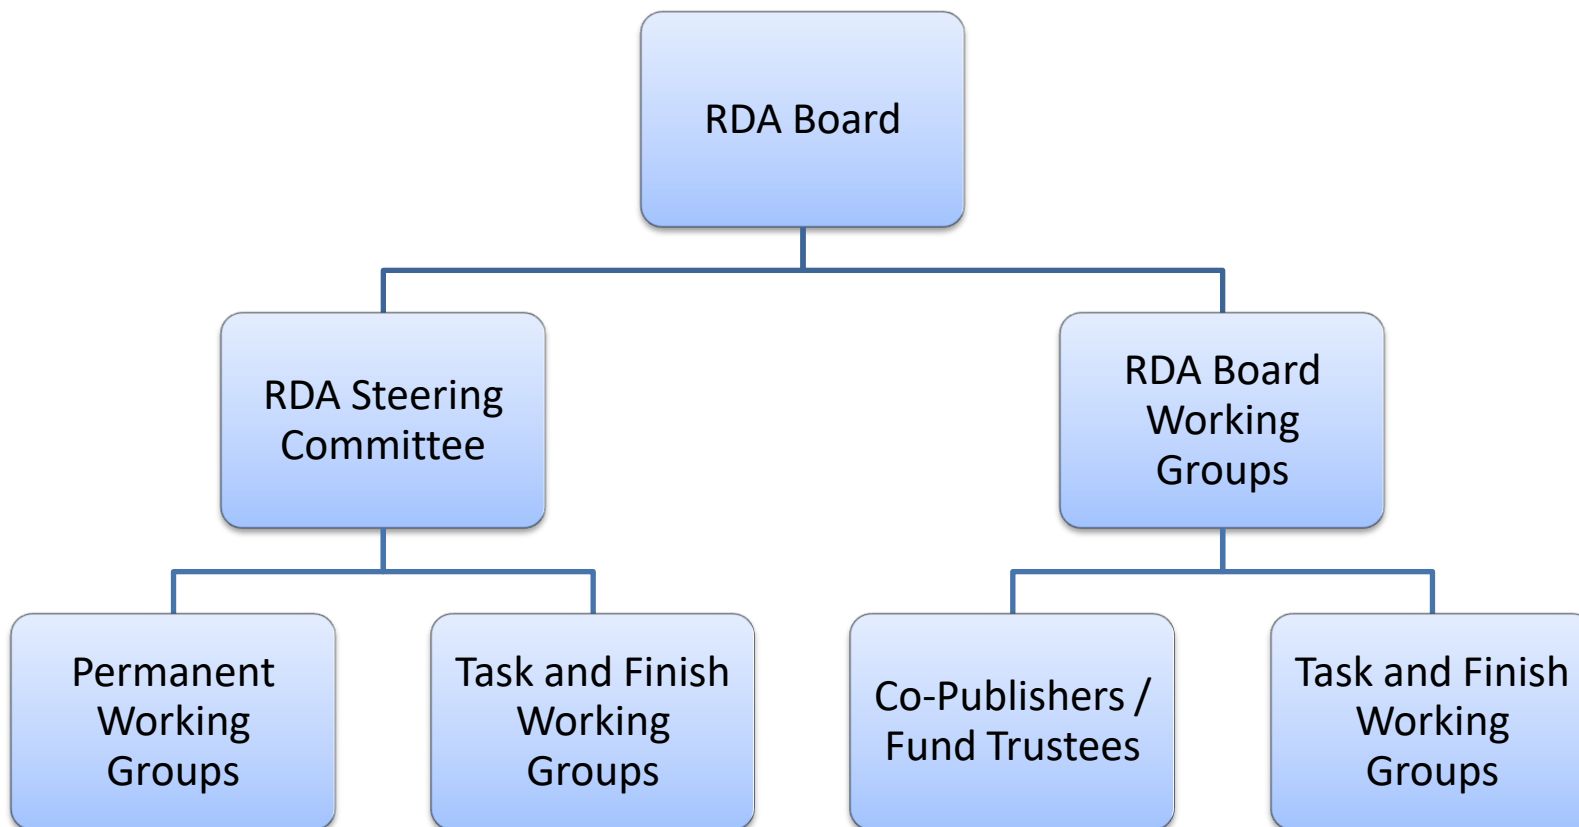 RDA Board
RDA Steering
Committee
RDA Board
Working
Groups
Permanent
Working
Groups
Task and Finish
Working
Groups
Co-Publishers /
Fund Trustees
Task and Finish
Working
Groups